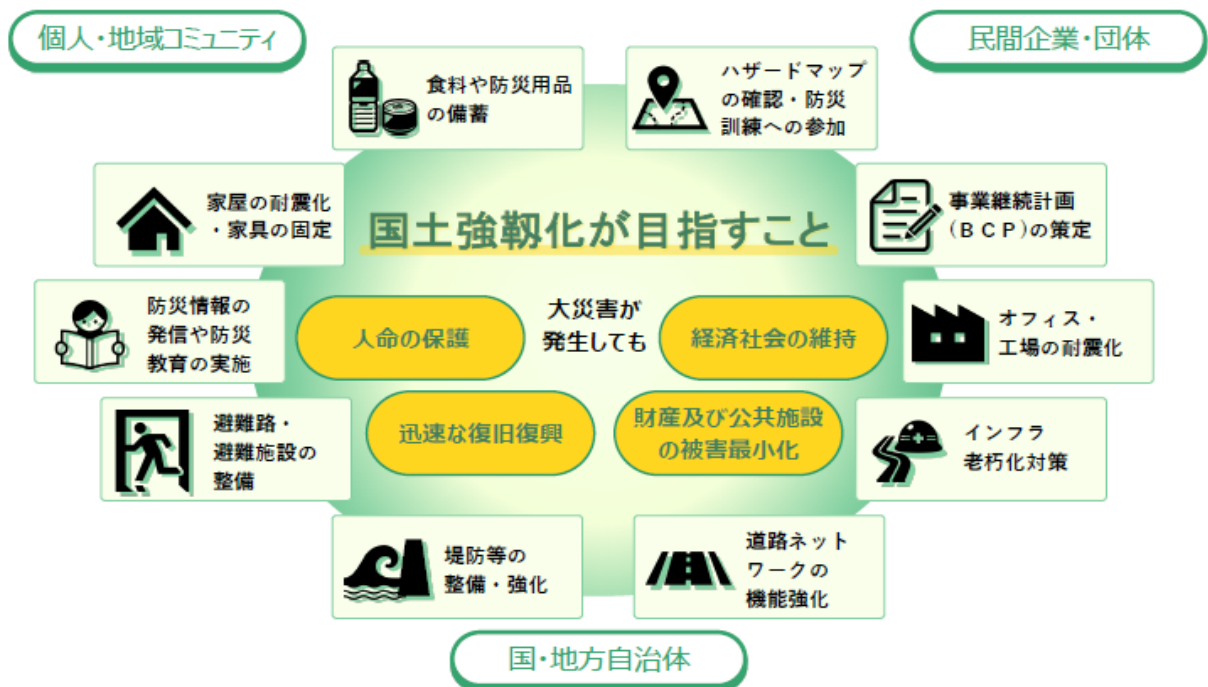 個人・地域コミュニティ
民間企業・団体
食料や防災用品
の備蓄
ハザードマップ
の確認・防災
訓練への参加
家屋の耐震化
・家具の固定
事業継続計画
(ＢＣＰ)の策定
国土強靱化が目指すこと
防災情報の
発信や防災
教育の実施
人命の保護
大災害が
発生しても
経済社会の維持
オフィス・
工場の耐震化
避難路・
避難施設の
整備
迅速な復旧復興
財産及び公共施設
の被害最小化
インフラ
老朽化対策
堤防等の
整備・強化
道路ネット
ワークの
機能強化
国・地方自治体